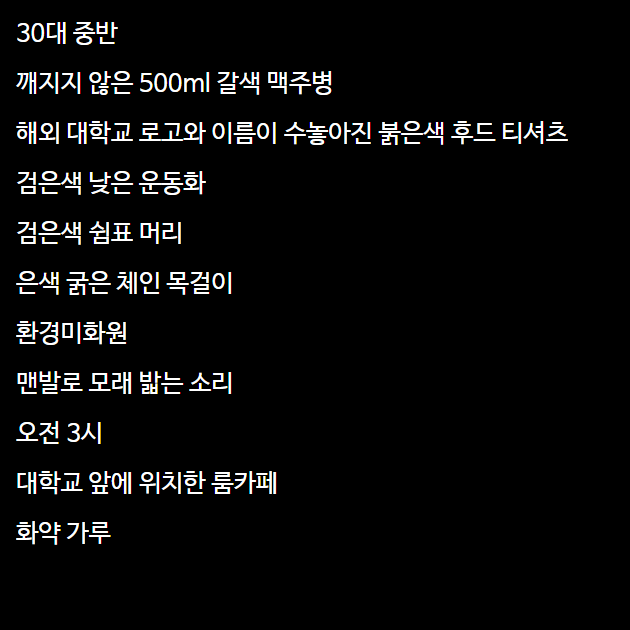 30대 중반
깨지지 않은 500ml 갈색 맥주병
해외 대학교 로고와 이름이 수놓아진 붉은색 후드 티셔츠
검은색 낮은 운동화
검은색 쉼표 머리
은색 굵은 체인 목걸이
환경미화원
맨발로 모래 밟는 소리
오전 3시
대학교 앞에 위치한 룸카페
화약 가루